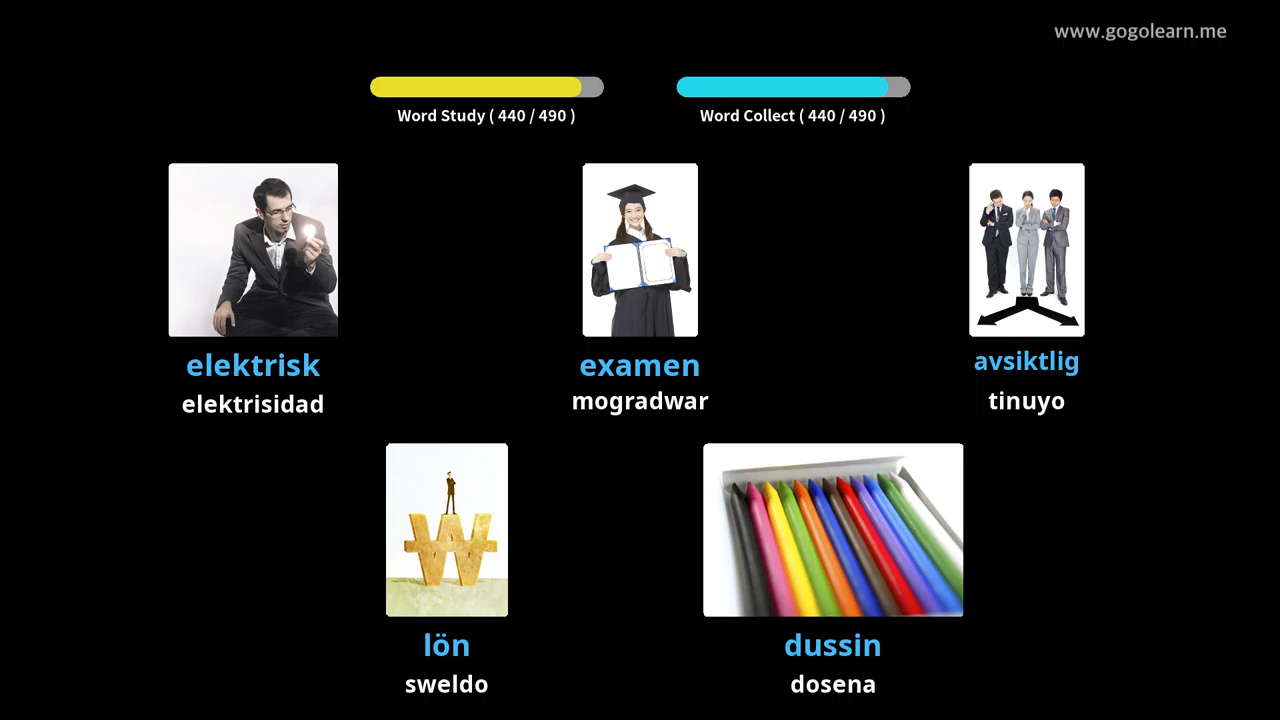 www.gogolearn.me
Word Study ( 440 / 490 )
Word Collect ( 440 / 490 )
elektrisk
elektrisidad
examen
mogradwar
avsiktlig
tinuyo
lön
sweldo
dussin
dosena